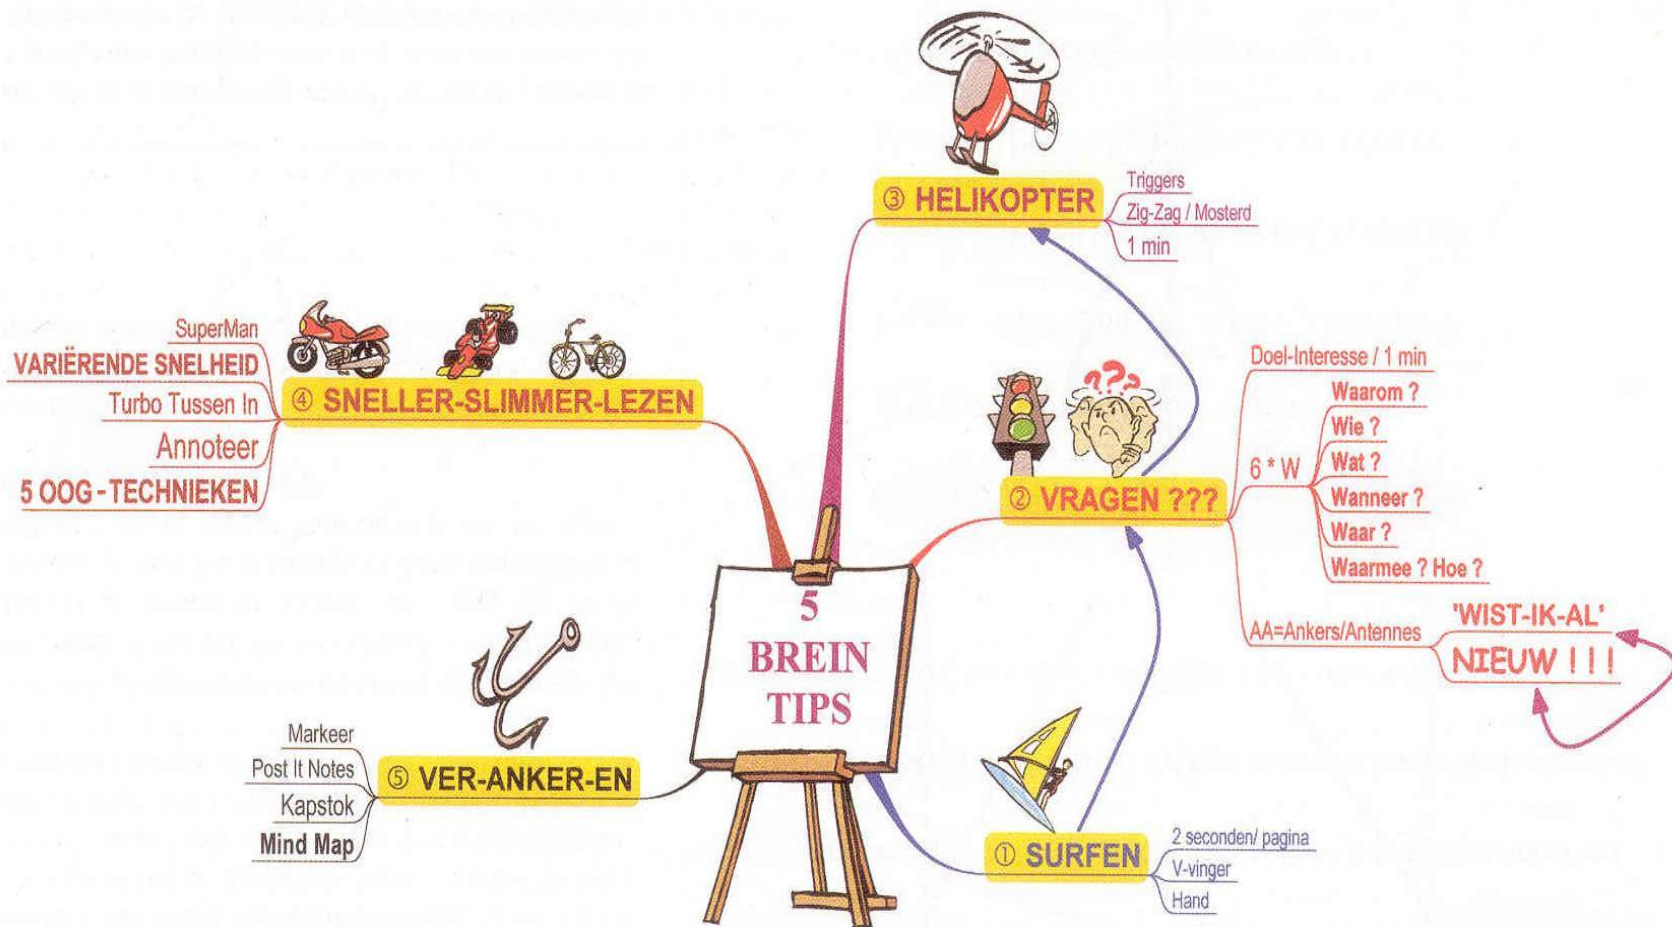 5
BREIN
TIPS
① SURFEN
2 seconden/ pagina
V-vinger
Hand
② VRAGEN ???
Doel-Interesse / 1 min
6 * W
Waarom ?
Wie ?
Wat ?
Wanneer ?
Waar ?
Waarmee ? Hoe ?
AA=Ankers/Antennes
'WIST-IK-AL'
NIEUW ! ! !
③ HELIKOPTER
Triggers
Zig-Zag / Mosterd
1 min
④ SNELLER-SLIMMER-LEZEN
SuperMan
VARIËRENDE SNELHEID
Turbo Tussen In
Annoteer
5 OOG - TECHNIEKEN
⑤ VER-ANKER-EN
Markeer
Post It Notes
Kapstok
Mind Map